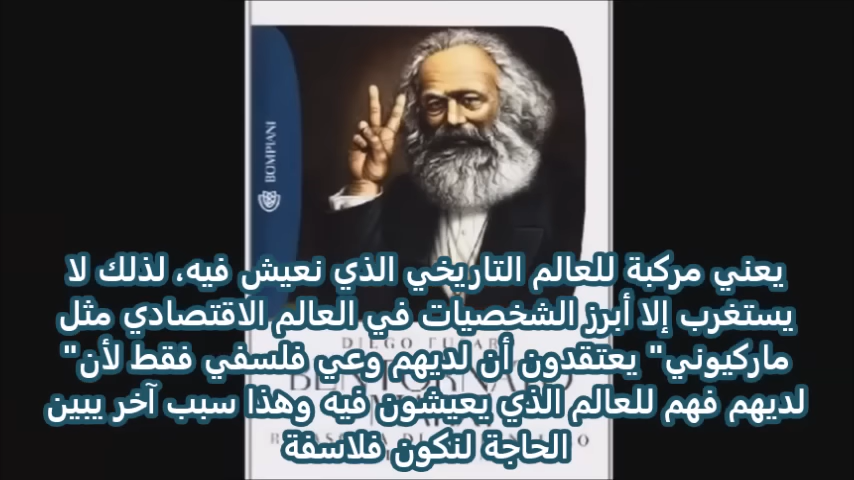 BOMPIANI
يعني مركبة للعالم التاريخي الذي نعيش فيه، لذلك لا
يستغرب إلا أبرز الشخصيات في العالم الاقتصادي مثل
ماركيوني" يعتقدون أن لديهم وعي فلسفي فقط لأن"
لديهم فهم للعالم الذي يعيشون فيه وهذا سبب آخر يبين
الحاجة لنكون فلاسفة
DIEGO